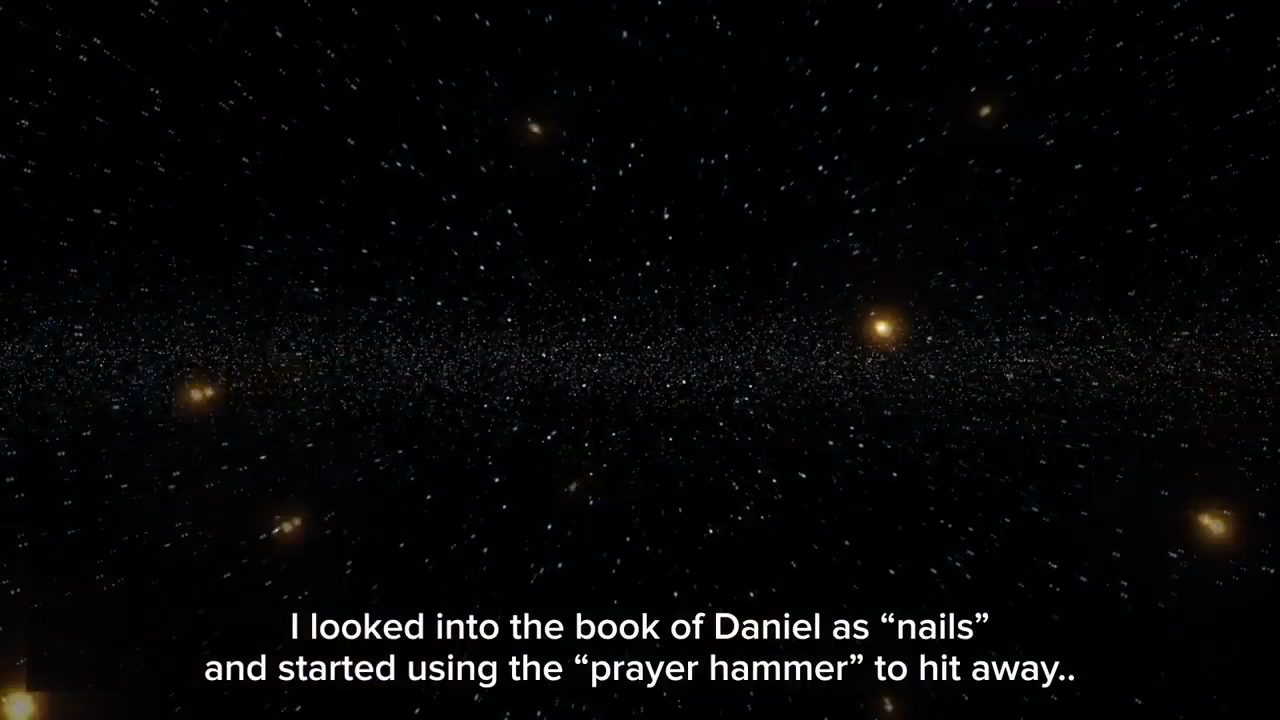 I looked into the book of Daniel as “nails”
and started using the “prayer hammer” to hit away..